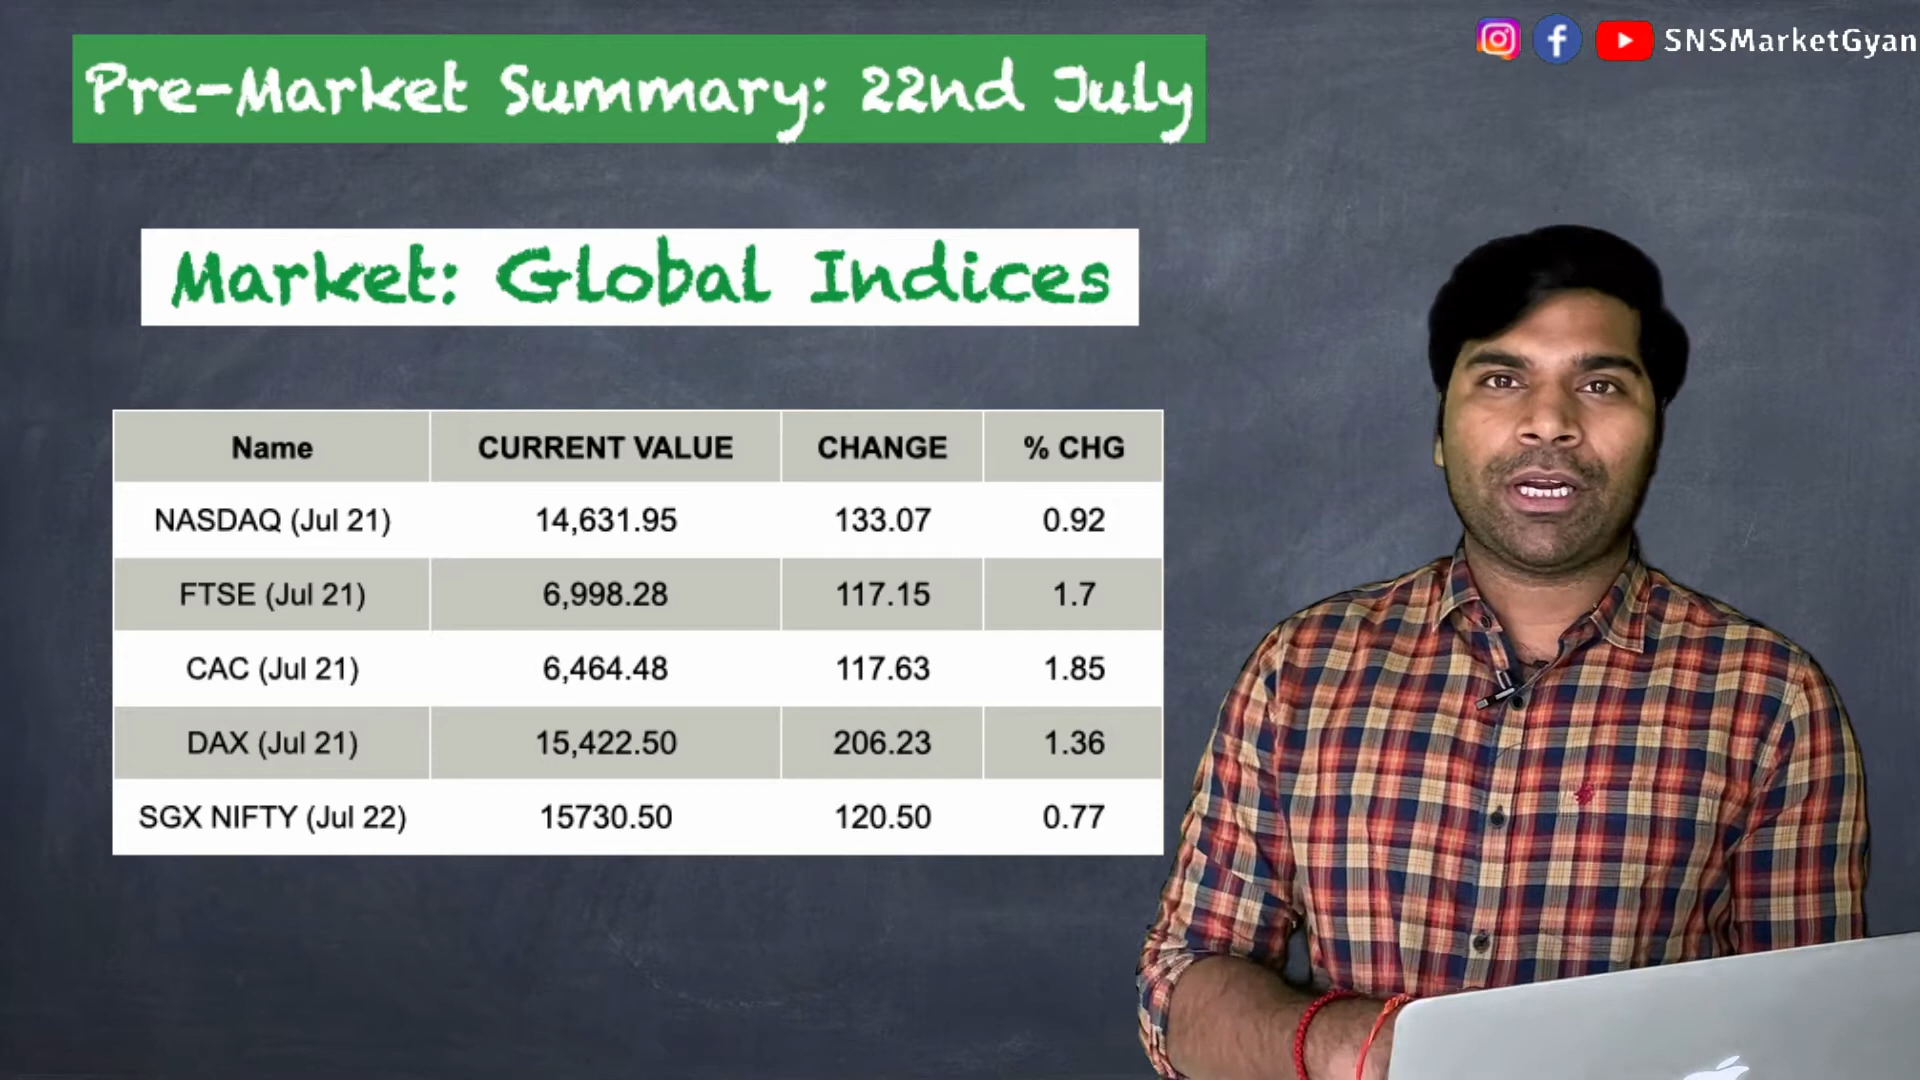 SNSMarketGyan
Pre-Market Summary: 22nd July
Market: Global Indices
Name CURRENT VALUE CHANGE % CHG
NASDAQ (Jul 21) 14,631.95 133.07 0.92
FTSE (Jul 21) 6,998.28 117.15 1.7
CAC (Jul 21) 6,464.48 117.63 1.85
DAX (Jul 21) 15,422.50 206.23 1.36
SGX NIFTY (Jul 22) 15730.50 120.50 0.77